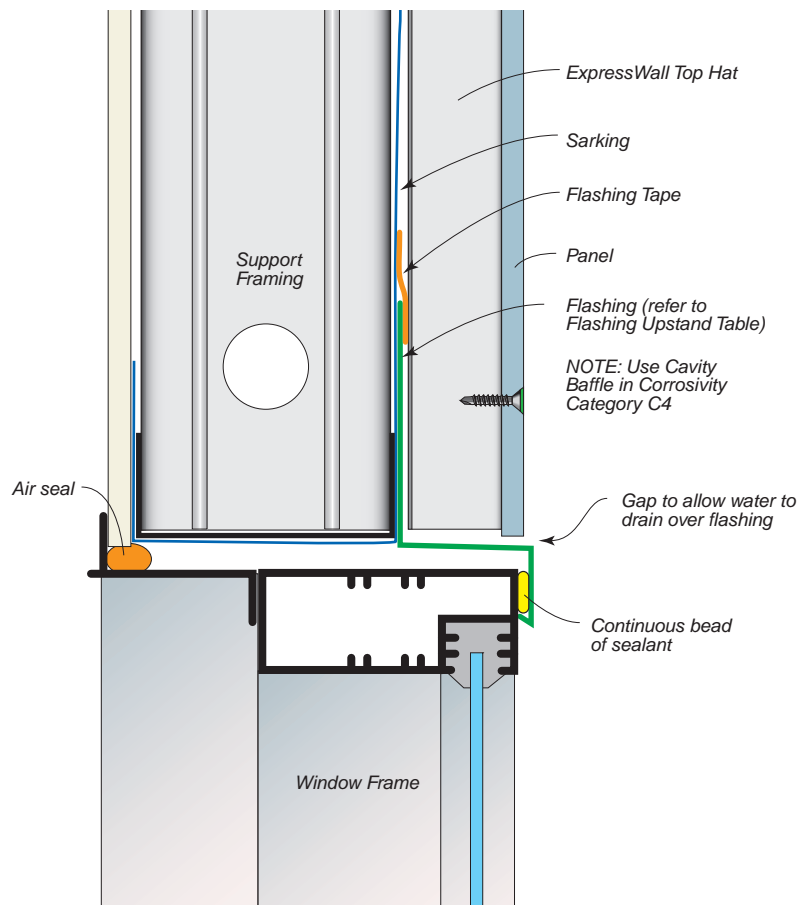 ExpressWall Top Hat
Sarking
Flashing Tape
Support
Framing
Panel
Flashing (refer to
Flashing Upstand Table)
NOTE: Use Cavity
Baffle in Corrosivity
Category C4
Air seal
Gap to allow water to
drain over flashing
Continuous bead
of sealant
Window Frame